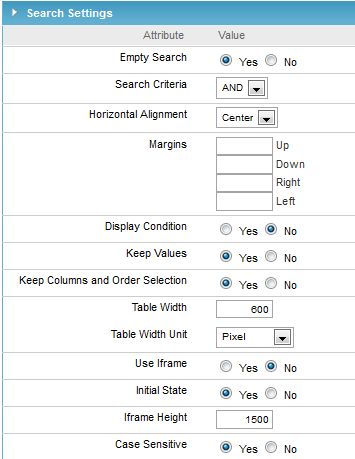 Search Settings
Attribute Value
Empty Search Yes No
Search Criteria AND
Horizontal Alignment Center
Margins Up
Down
Right
Left
Display Condition Yes No
Keep Values Yes No
Keep Columns and Order Selection Yes No
Table Width 600
Table Width Unit Pixel
Use Iframe Yes No
Initial State Yes No
Iframe Height 1500
Case Sensitive Yes No